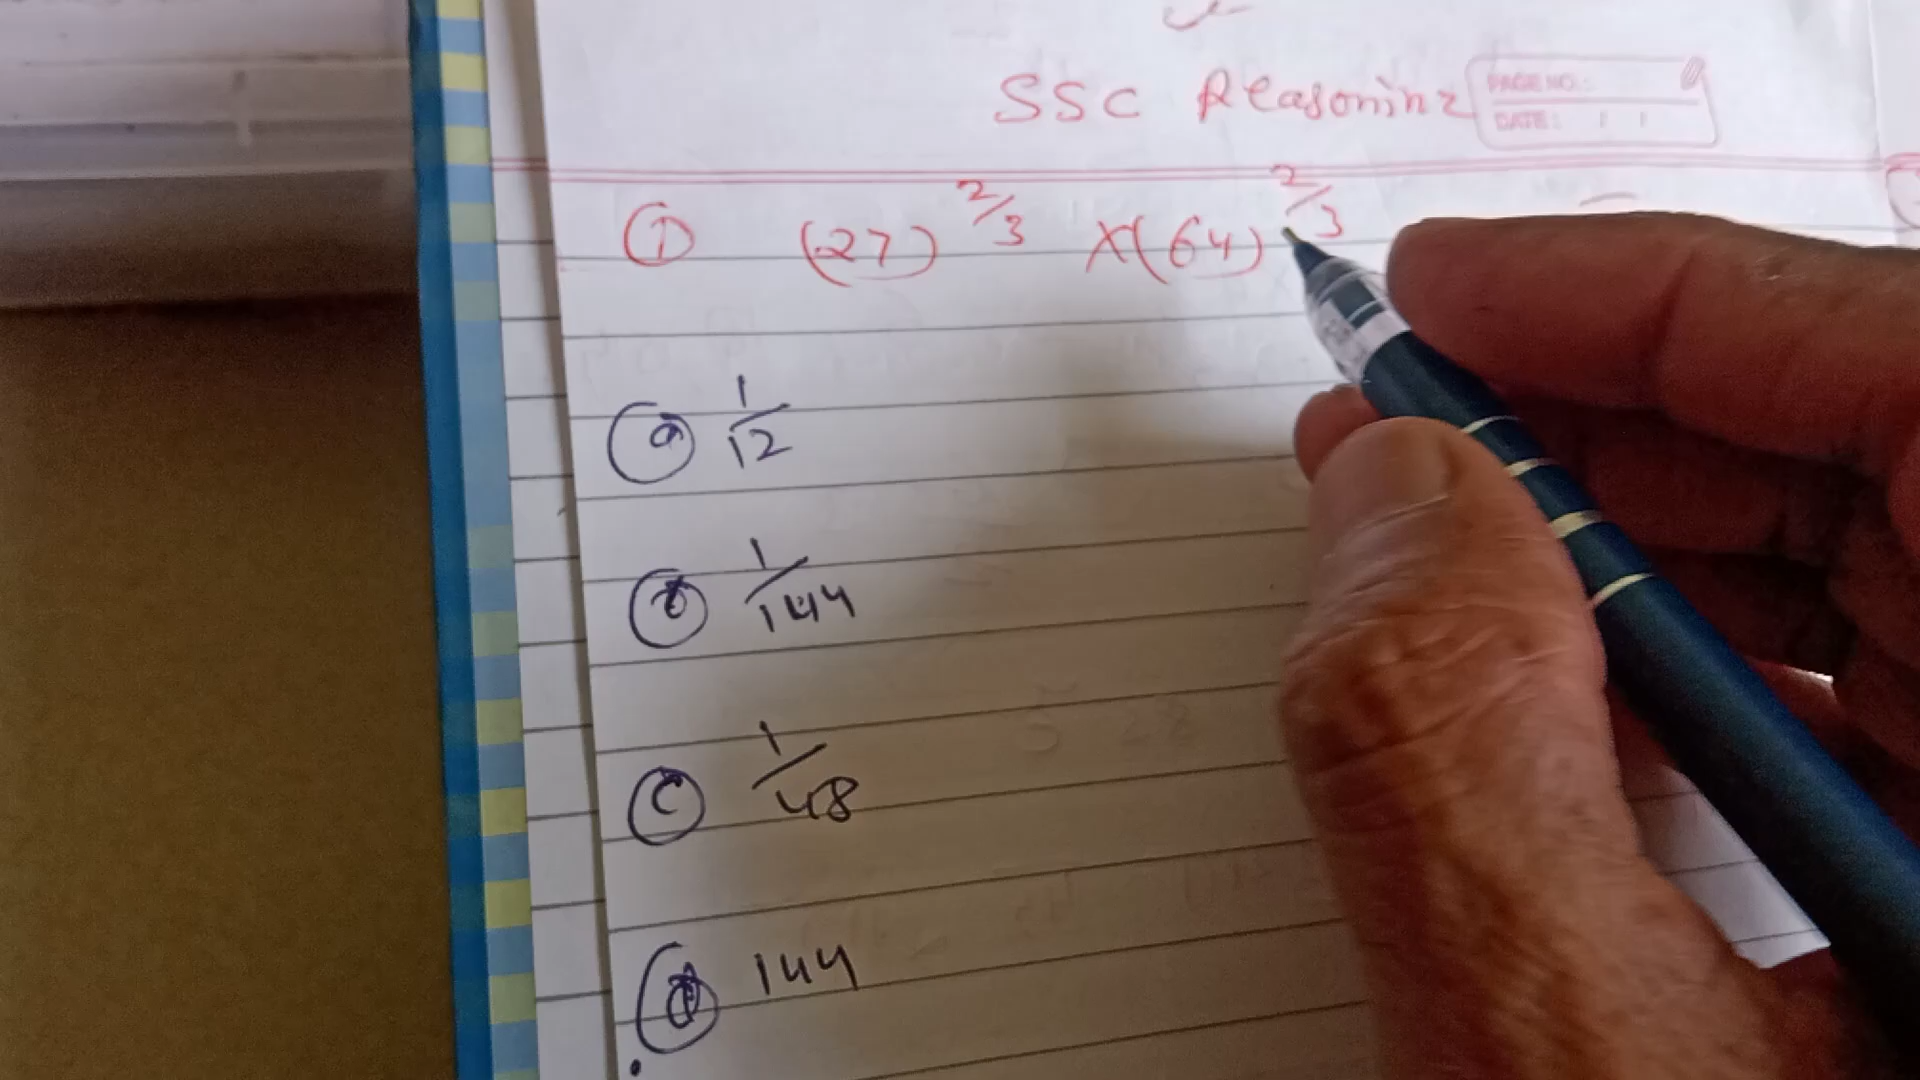 SSC Reasoning
PAGE NO.:
DATE: / /
① (27)^2/3 X(64)^2/3
ⓐ 1/12
ⓑ 1/144
ⓒ 1/48
ⓓ 144